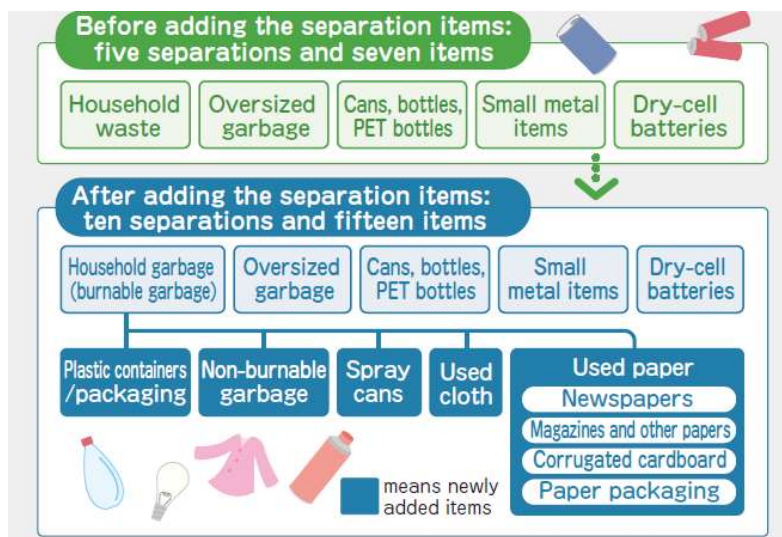 Before adding the separation items:
five separations and seven items
Household
waste
Oversized
garbage
Cans, bottles,
PET bottles
Small metal
items
Dry-cell
batteries
After adding the separation items:
ten separations and fifteen items
Household garbage
(burnable garbage)
Oversized
garbage
Cans, bottles,
PET bottles
Small
metal items
Dry-cell
batteries
Plastic containers
/packaging
Non-burnable
garbage
Spray
cans
Used
cloth
Used paper
Newspapers
Magazines and other papers
Corrugated cardboard
Paper packaging
means newly
added items